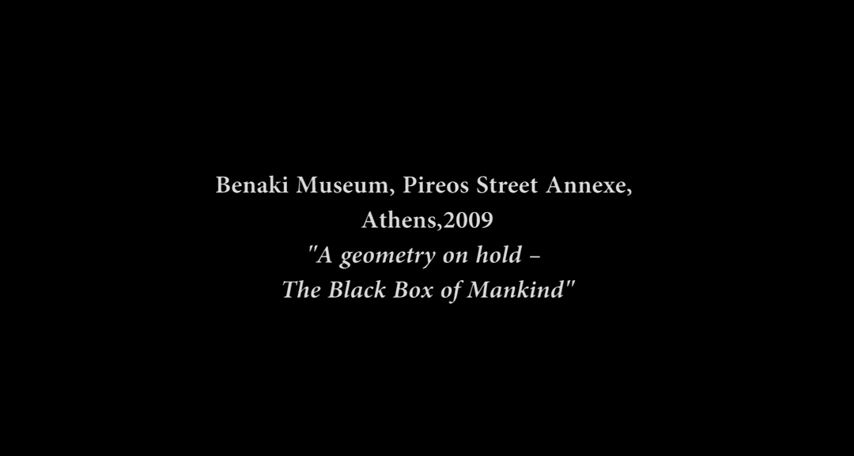 Benaki Museum, Pireos Street Annexe,
Athens,2009
"A geometry on hold –
The Black Box of Mankind"